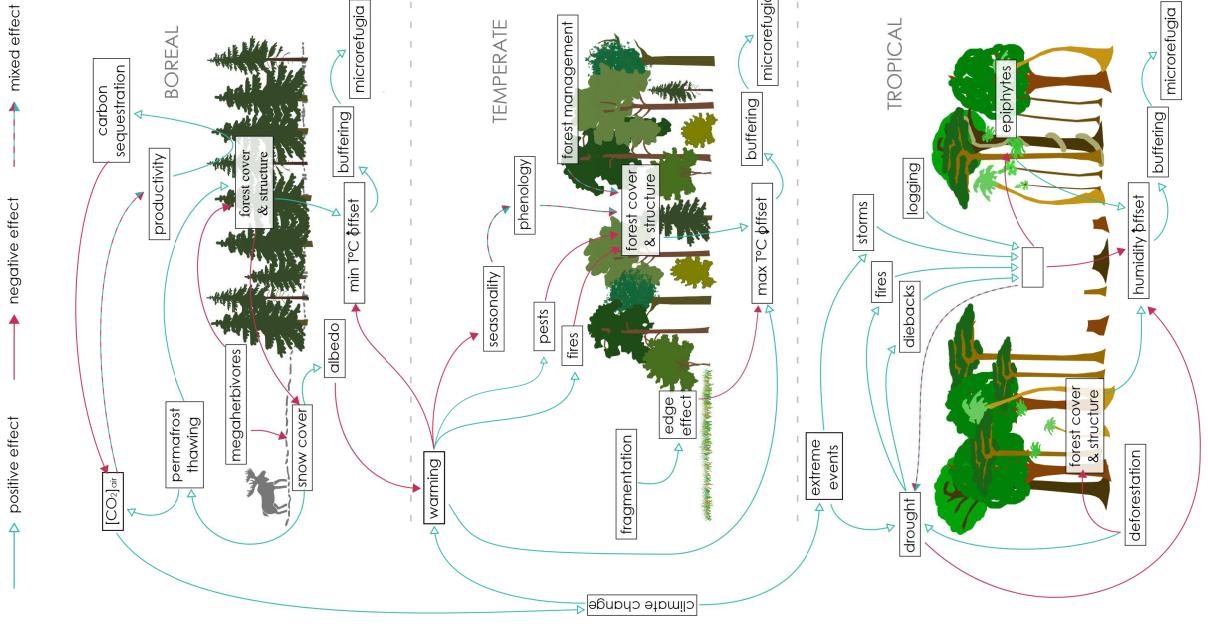 positive effect
negative effect
mixed effect
BOREAL
carbon
sequestration
productivity
forest cover
& structure
buffering
microrefugia
min T°C offset
albedo
megaherbivores
permafrost
thawing
snow cover
[CO2] air
TEMPERATE
forest management
phenology
seasonality
pests
fires
forest cover
& structure
max T°C offset
buffering
microrefugia
warming
fragmentation
edge
effect
climate change
TROPICAL
epiphytes
logging
storms
fires
diebacks
humidity offset
buffering
microrefugia
extreme
events
drought
forest cover
& structure
deforestation